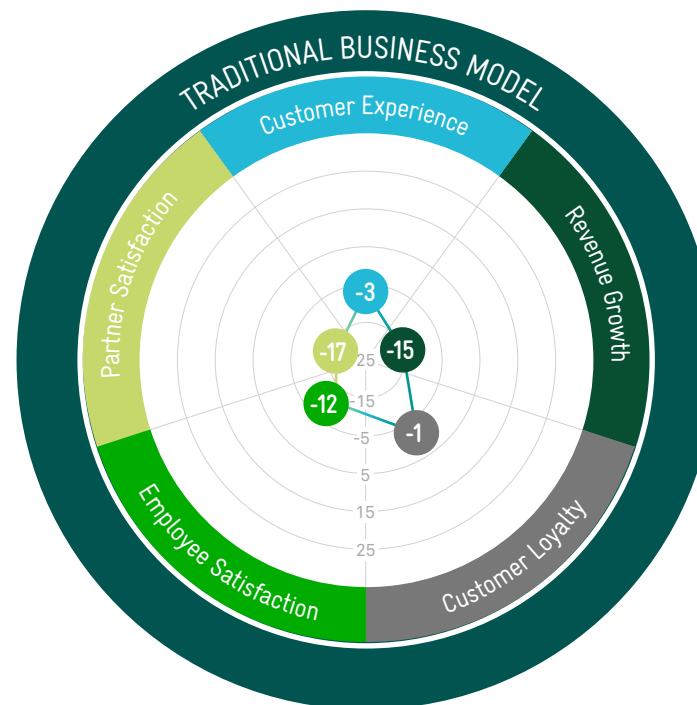 TRADITIONAL BUSINESS MODEL
Customer Experience
Partner Satisfaction
Revenue Growth
-3
-17
-15
25
-15
-12
-1
-5
5
15
25
Employee Satisfaction
Customer Loyalty